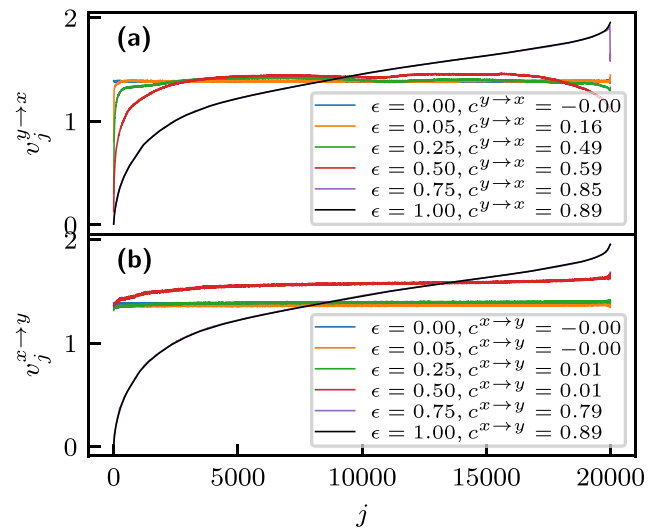 (a)
2
1
0
v_j^{y→x}
ϵ = 0.00, c^{y→x} = −0.00
ϵ = 0.05, c^{y→x} = 0.16
ϵ = 0.25, c^{y→x} = 0.49
ϵ = 0.50, c^{y→x} = 0.59
ϵ = 0.75, c^{y→x} = 0.85
ϵ = 1.00, c^{y→x} = 0.89
(b)
2
1
0
v_j^{x→y}
ϵ = 0.00, c^{x→y} = −0.00
ϵ = 0.05, c^{x→y} = −0.00
ϵ = 0.25, c^{x→y} = 0.01
ϵ = 0.50, c^{x→y} = 0.01
ϵ = 0.75, c^{x→y} = 0.79
ϵ = 1.00, c^{x→y} = 0.89
0 5000 10000 15000 20000
j